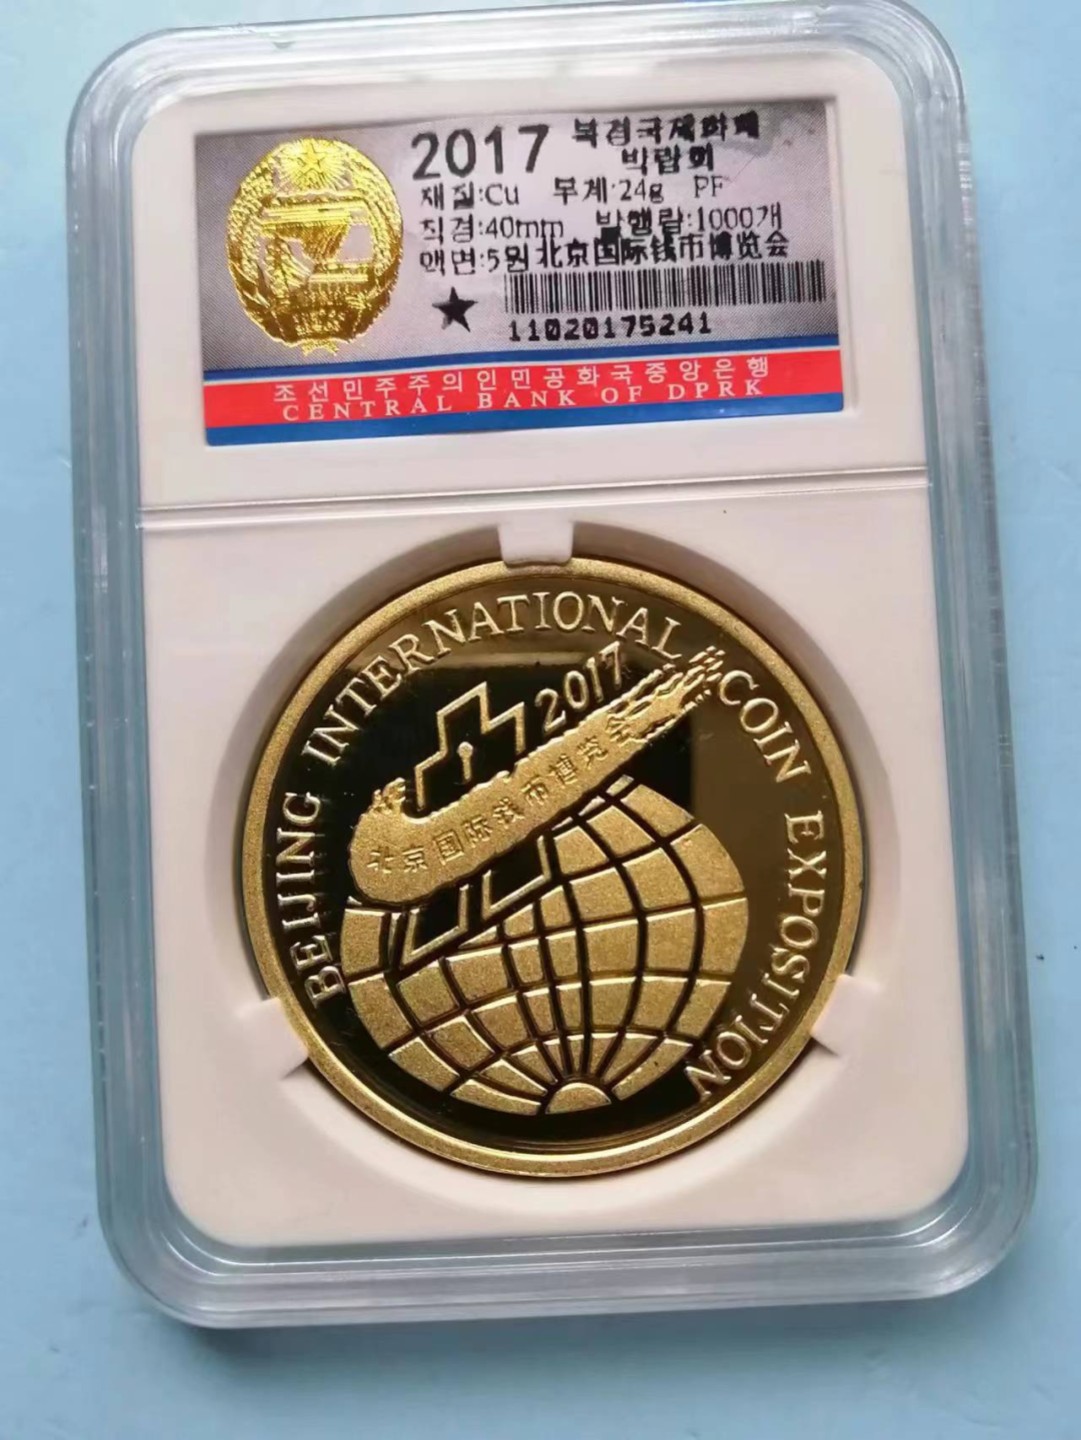 2017 북경국제화폐
박람회
재질:Cu 무게:24g PF
직경:40mm 발행량:1000개
액면:5원 北京国际钱币博览会
11020175241
조선민주주의인민공화국중앙은행
CENTRAL BANK OF DPRK
BEIJING INTERNATIONAL COIN EXPOSITION
2017
北京国际钱币博览会